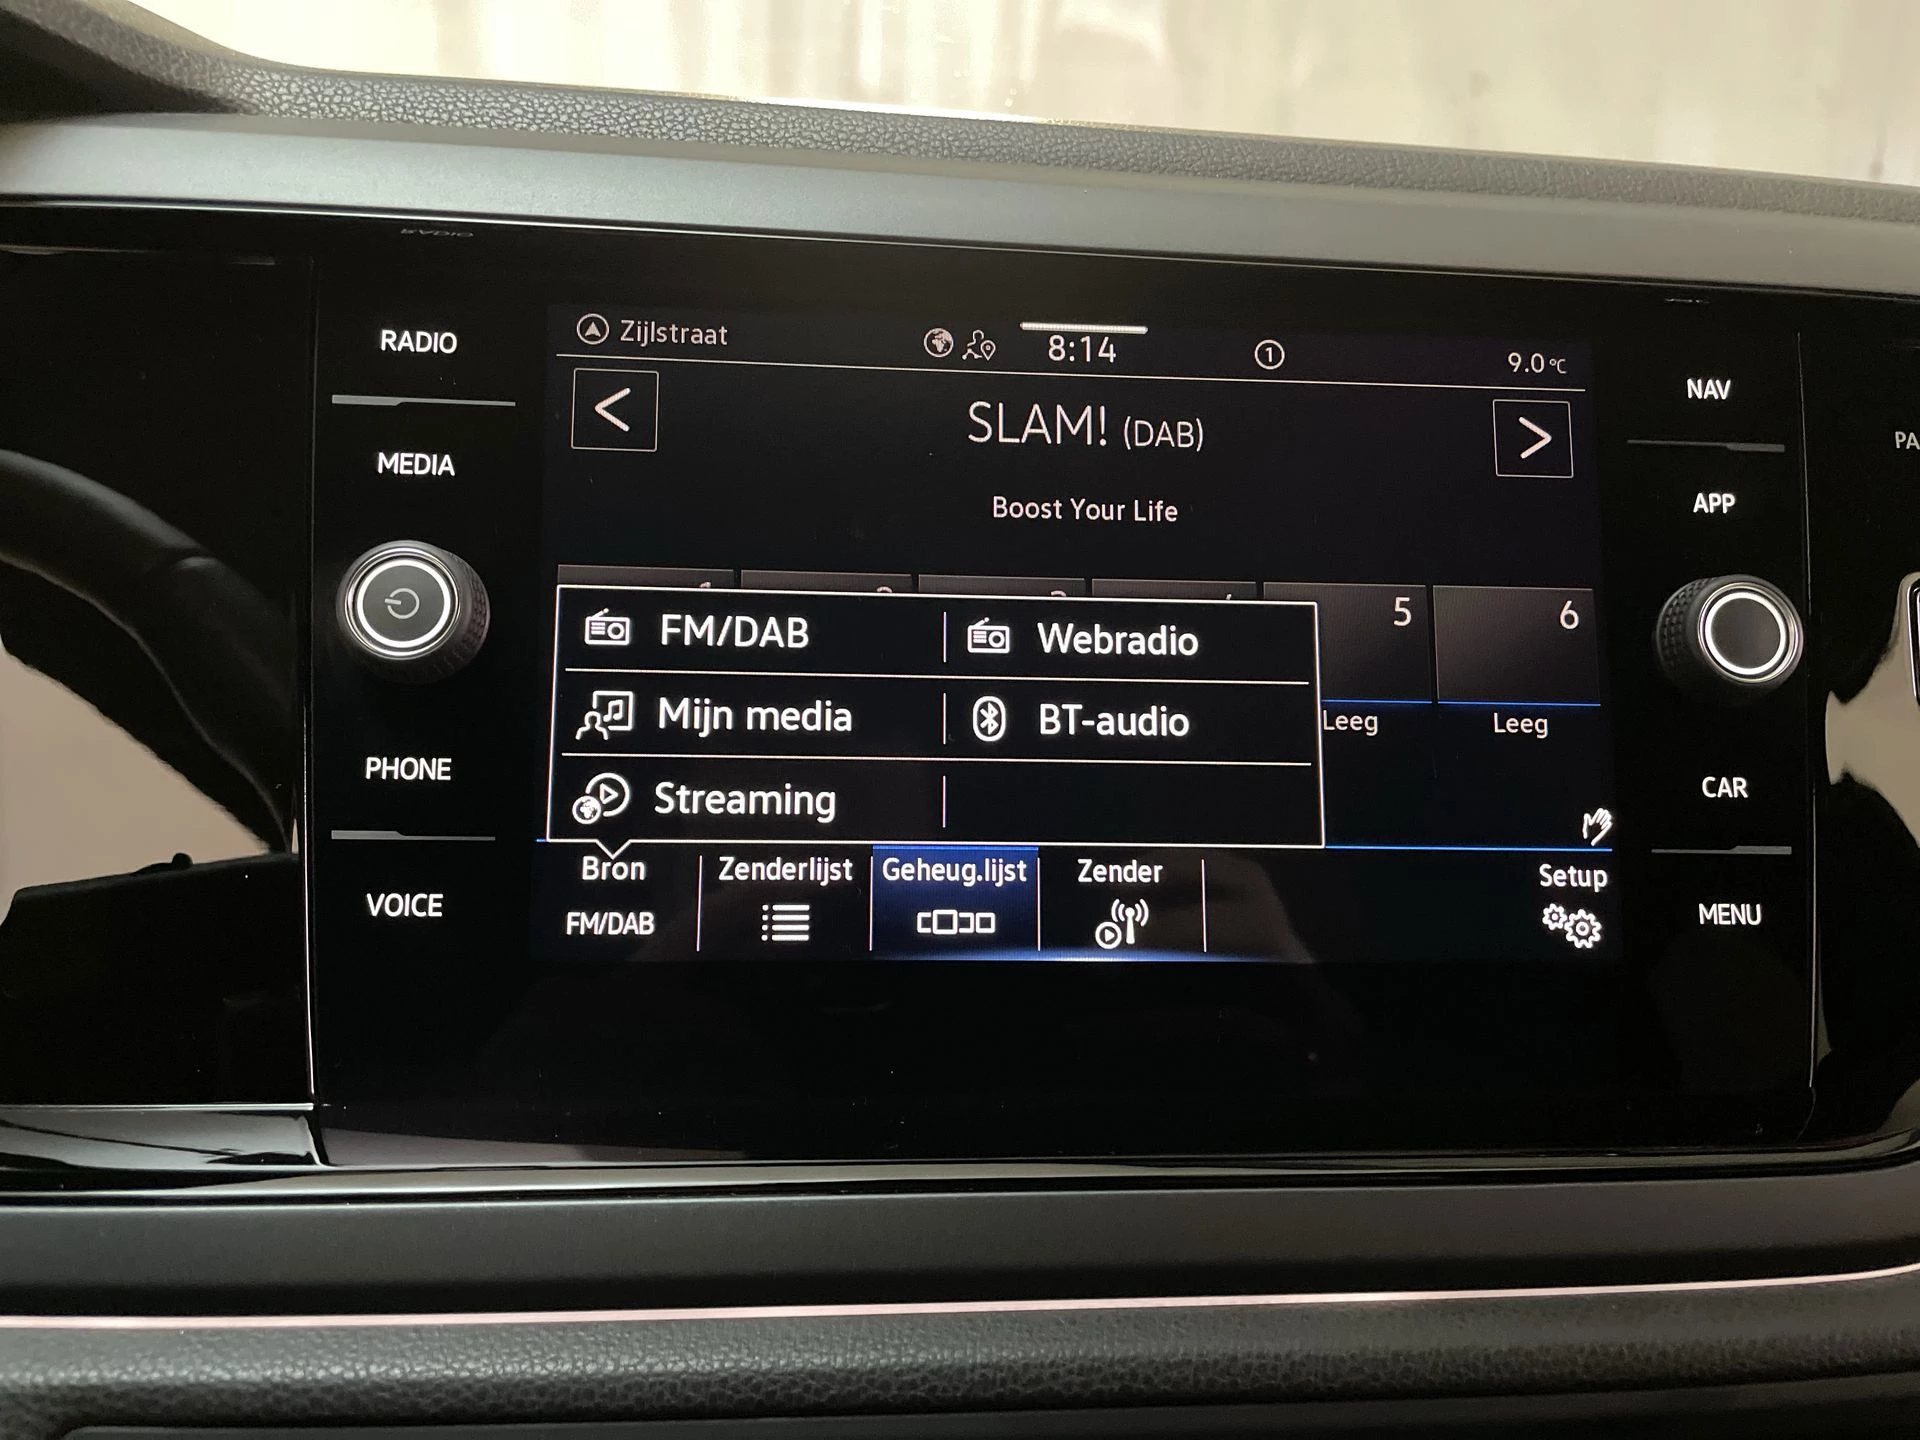 RADIO
MEDIA
PHONE
VOICE
Zijlstraat
8:14
1
9.0 °C
<
SLAM! (DAB)
>
Boost Your Life
5
6
FM/DAB
Webradio
Mijn media
BT-audio
Streaming
Leeg
Leeg
Bron
FM/DAB
Zenderlijst
Geheug.lijst
Zender
Setup
NAV
APP
CAR
MENU
PA